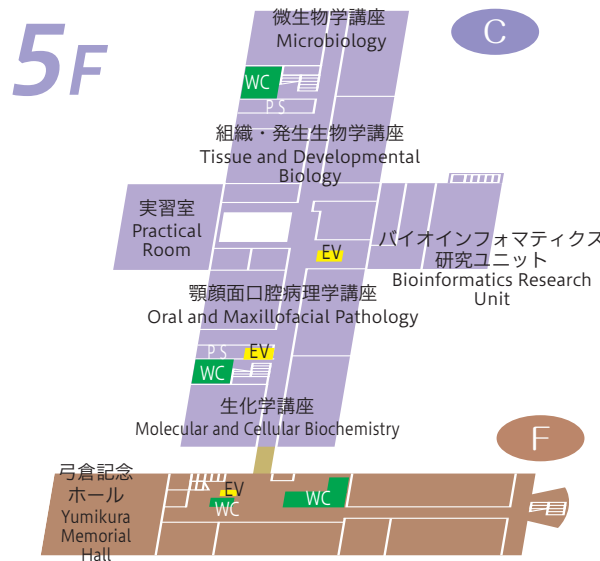 5F
微生物学講座
Microbiology
C
WC
P S
組織・発生生物学講座
Tissue and Developmental
Biology
実習室
Practical
Room
EV
バイオインフォマティクス
研究ユニット
Bioinformatics Research
Unit
顎顔面口腔病理学講座
Oral and Maxillofacial Pathology
P S
EV
WC
生化学講座
Molecular and Cellular Biochemistry
F
弓倉記念
ホール
Yumikura
Memorial
Hall
EV
WC
WC